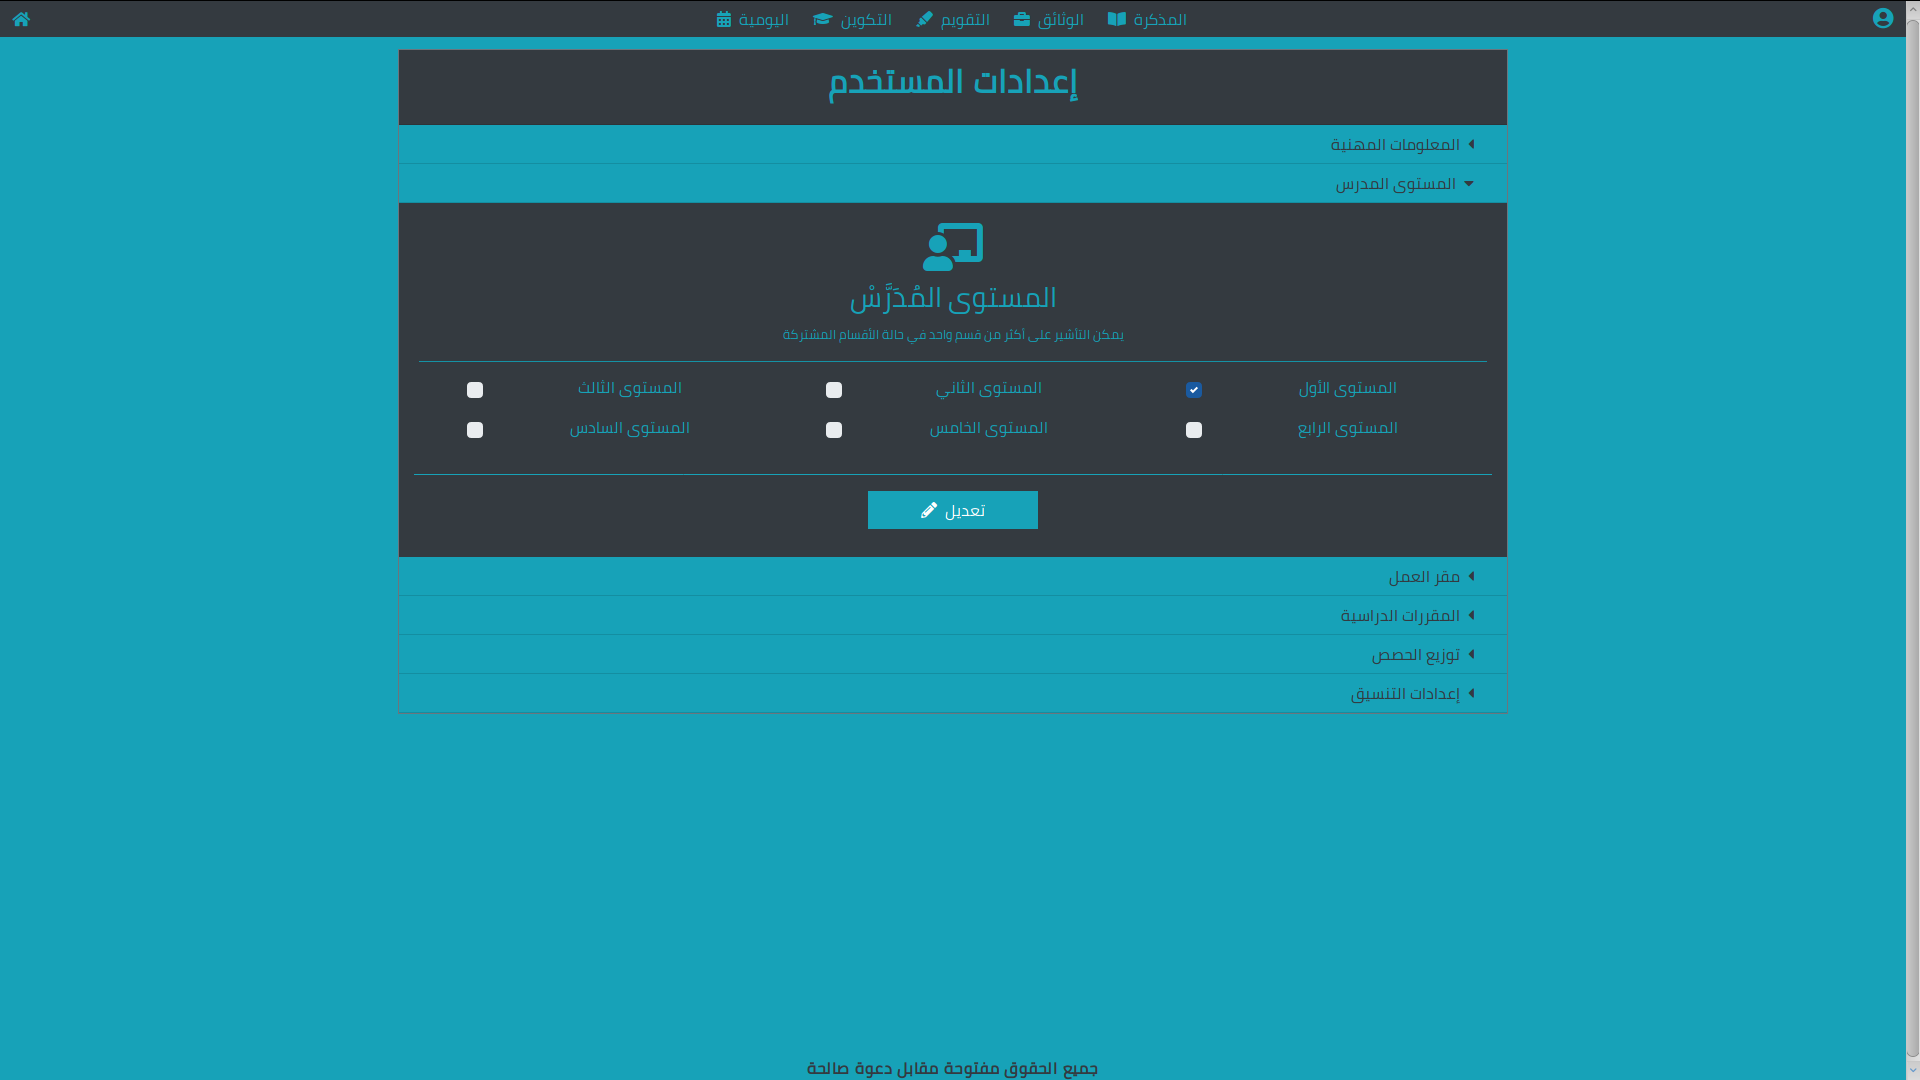 المذكرة الوثائق التقويم التكوين اليومية
إعدادات المستخدم
المعلومات المهنية
المستوى المدرس
المستوى المُدَرَّسْ
يمكن التأشير على أكثر من قسم واحد في حالة الأقسام المشتركة
المستوى الأول المستوى الثاني المستوى الثالث
المستوى الرابع المستوى الخامس المستوى السادس
تعديل
مقر العمل
المقررات الدراسية
توزيع الحصص
إعدادات التنسيق
جميع الحقوق مفتوحة مقابل دعوة صالحة